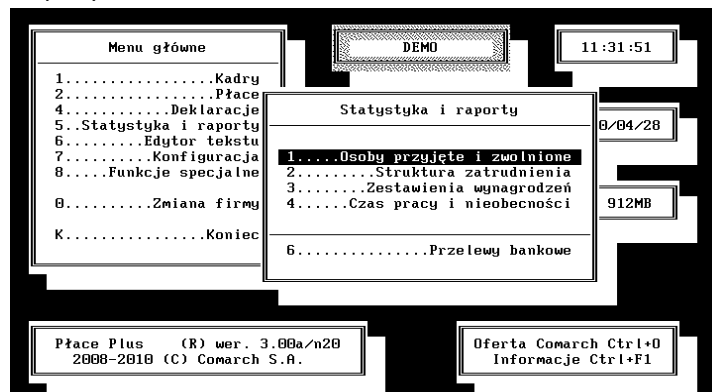 Menu główne
1................Kadry
2................Płace
4............Deklaracje
5..Statystyka i raporty
6.........Edytor tekstu
7..........Konfiguracja
8.....Funkcje specjalne
0..........Zmiana firmy
K...............Koniec
DEMO
11:31:51
0/04/28
912MB
Statystyka i raporty
1.....Osoby przyjęte i zwolnione
2.........Struktura zatrudnienia
3........Zestawienia wynagrodzeń
4......Czas pracy i nieobecności
6...............Przelewy bankowe
Płace Plus (R) wer. 3.00a/n20
2008-2010 (C) Comarch S.A.
Oferta Comarch Ctrl+O
Informacje Ctrl+F1